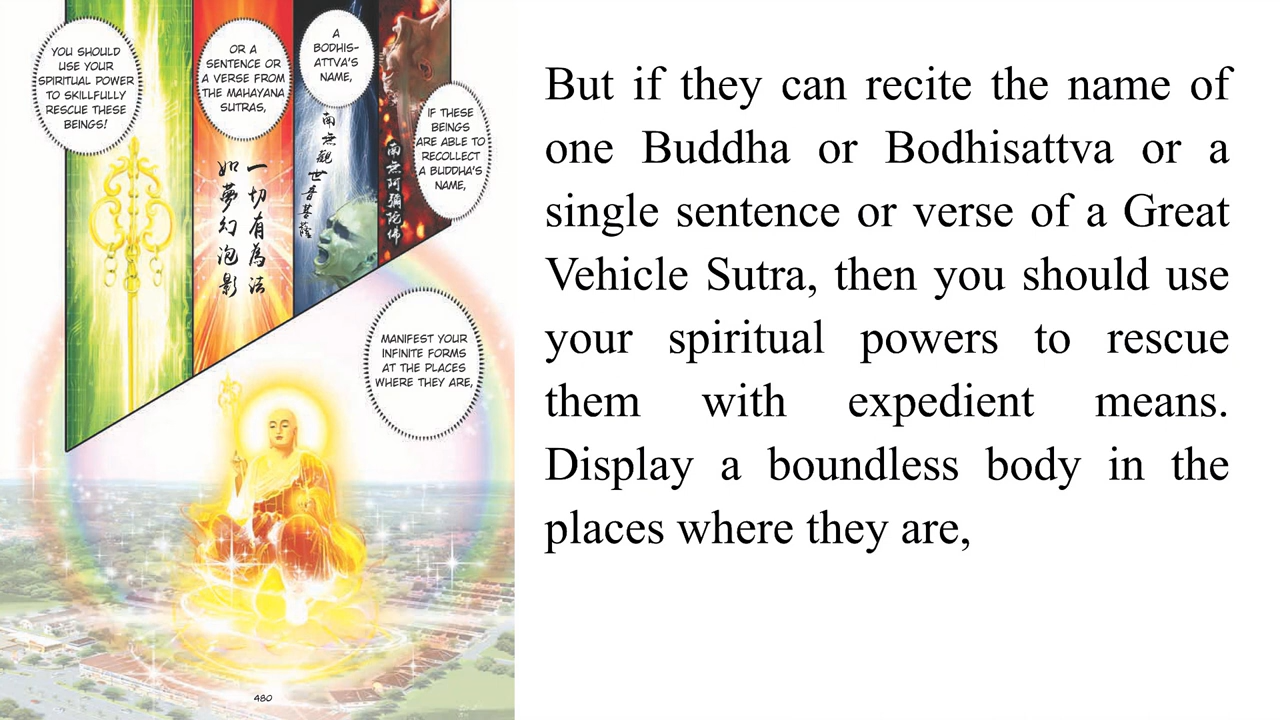 IF THESE
BEINGS
ARE ABLE TO
RECOLLECT
A BUDDHA'S
NAME,
南無阿彌陀佛
A
BODHIS-
ATTVA'S
NAME,
南無觀世音菩薩
OR A
SENTENCE OR
A VERSE FROM
THE MAHAYANA
SUTRAS,
一切有為法
如夢幻泡影
YOU SHOULD
USE YOUR
SPIRITUAL POWER
TO SKILLFULLY
RESCUE THESE
BEINGS!
MANIFEST YOUR
INFINITE FORMS
AT THE PLACES
WHERE THEY ARE,
480
But if they can recite the name of
one Buddha or Bodhisattva or a
single sentence or verse of a Great
Vehicle Sutra, then you should use
your spiritual powers to rescue
them with expedient means.
Display a boundless body in the
places where they are,